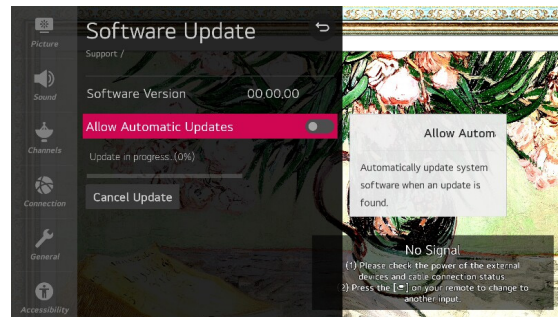 Picture
Sound
Channels
Connection
General
Accessibility
Software Update
Support /
Software Version 00.00.00
Allow Automatic Updates
Update in progress..(0%)
Cancel Update
Allow Autom
Automatically update system
software when an update is
found.
No Signal
(1) Please check the power of the external
devices and cable connection status
2) Press the [ ] on your remote to change to
another input.